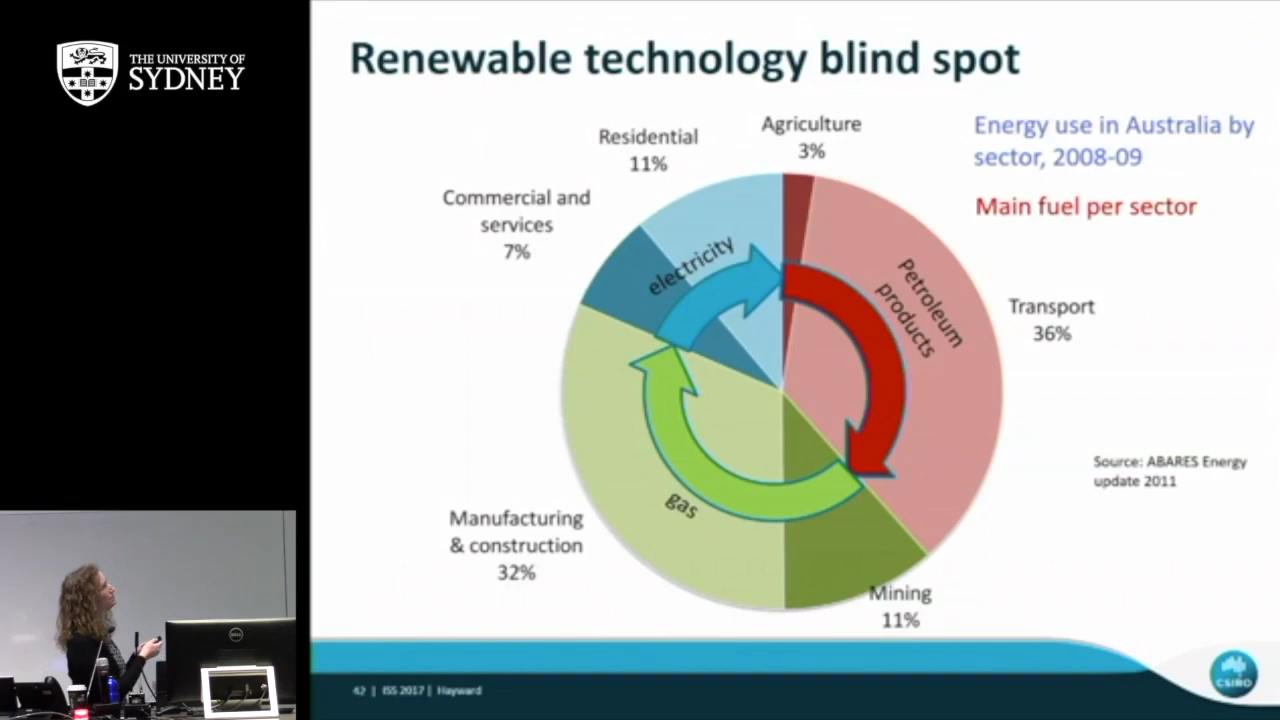 THE UNIVERSITY OF
SYDNEY
Renewable technology blind spot
Energy use in Australia by
sector, 2008-09
Main fuel per sector
Agriculture
3%
Residential
11%
Commercial and
services
7%
electricity
Petroleum
products
Transport
36%
Source: ABARES Energy
update 2011
gas
Manufacturing
& construction
32%
Mining
11%
42 | ISS 2017 | Hayward
CSIRO
DELL